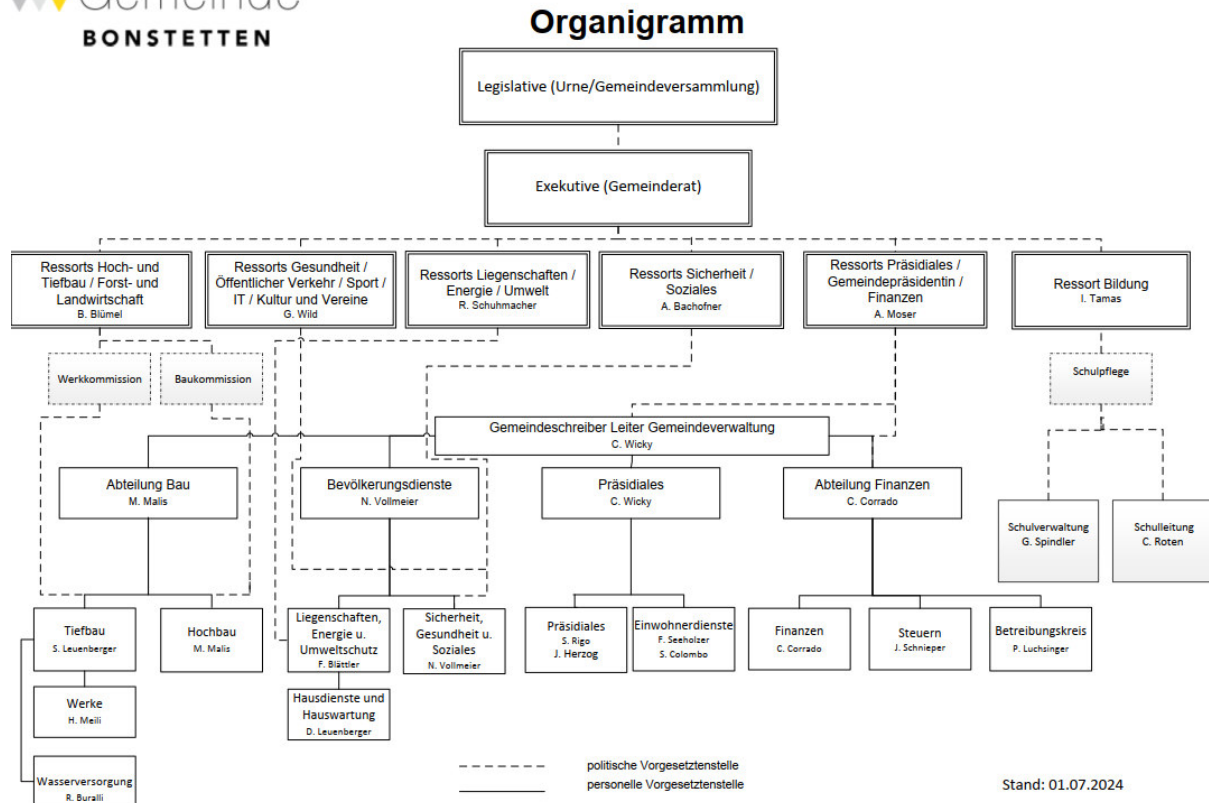 Gemeinde
BONSTETTEN
Organigramm
Legislative (Urne/Gemeindeversammlung)
Exekutive (Gemeinderat)
Ressorts Hoch- und
Tiefbau / Forst- und
Landwirtschaft
B. Blümel
Ressorts Gesundheit /
Öffentlicher Verkehr / Sport /
IT / Kultur und Vereine
G. Wild
Ressorts Liegenschaften /
Energie / Umwelt
R. Schuhmacher
Ressorts Sicherheit /
Soziales
A. Bachofner
Ressorts Präsidiales /
Gemeindepräsidentin /
Finanzen
A. Moser
Ressort Bildung
I. Tamas
Werkkommission
Baukommission
Schulpflege
Gemeindeschreiber Leiter Gemeindeverwaltung
C. Wicky
Abteilung Bau
M. Malis
Bevölkerungsdienste
N. Vollmeier
Präsidiales
C. Wicky
Abteilung Finanzen
C. Corrado
Schulverwaltung
G. Spindler
Schulleitung
C. Roten
Tiefbau
S. Leuenberger
Hochbau
M. Malis
Liegenschaften,
Energie u.
Umweltschutz
F. Blättler
Sicherheit,
Gesundheit u.
Soziales
N. Vollmeier
Präsidiales
S. Rigo
J. Herzog
Einwohnerdienste
F. Seeholzer
S. Colombo
Finanzen
C. Corrado
Steuern
J. Schnieper
Betreibungskreis
P. Luchsinger
Werke
H. Meili
Hausdienste und
Hauswartung
D. Leuenberger
Wasserversorgung
R. Buralli
politische Vorgesetztenstelle
personelle Vorgesetztenstelle
Stand: 01.07.2024